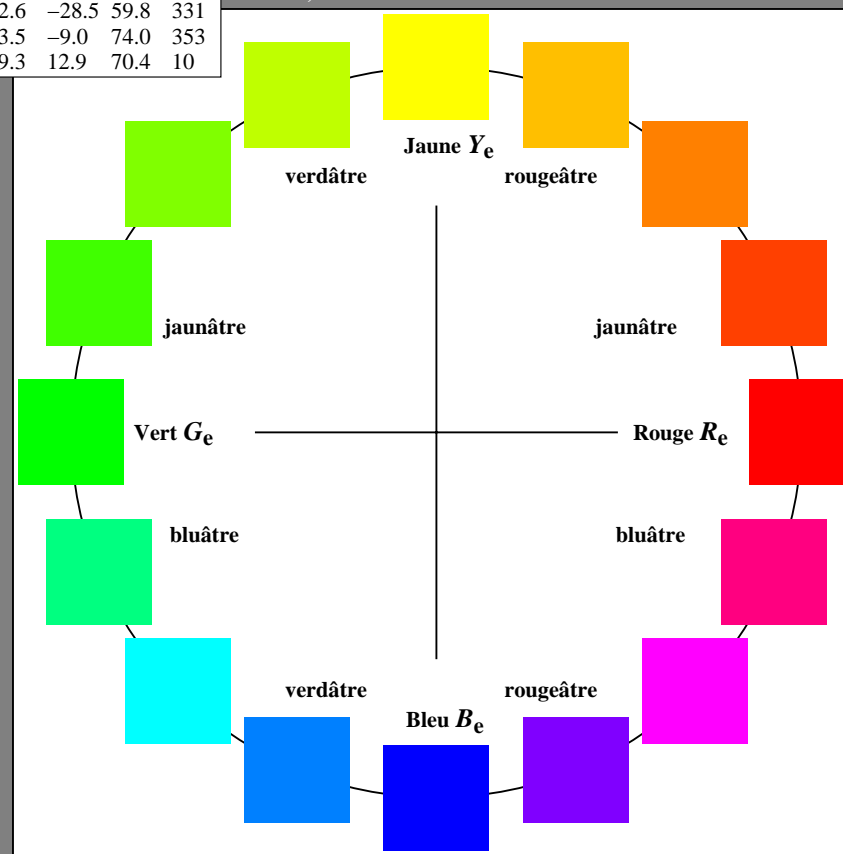 –28.5 59.8 331
–9.0 74.0 353
12.9 70.4 10
Jaune Ye
verdâtre rougeâtre
jaunâtre jaunâtre
Vert Ge Rouge Re
bluâtre bluâtre
verdâtre rougeâtre
Bleu Be